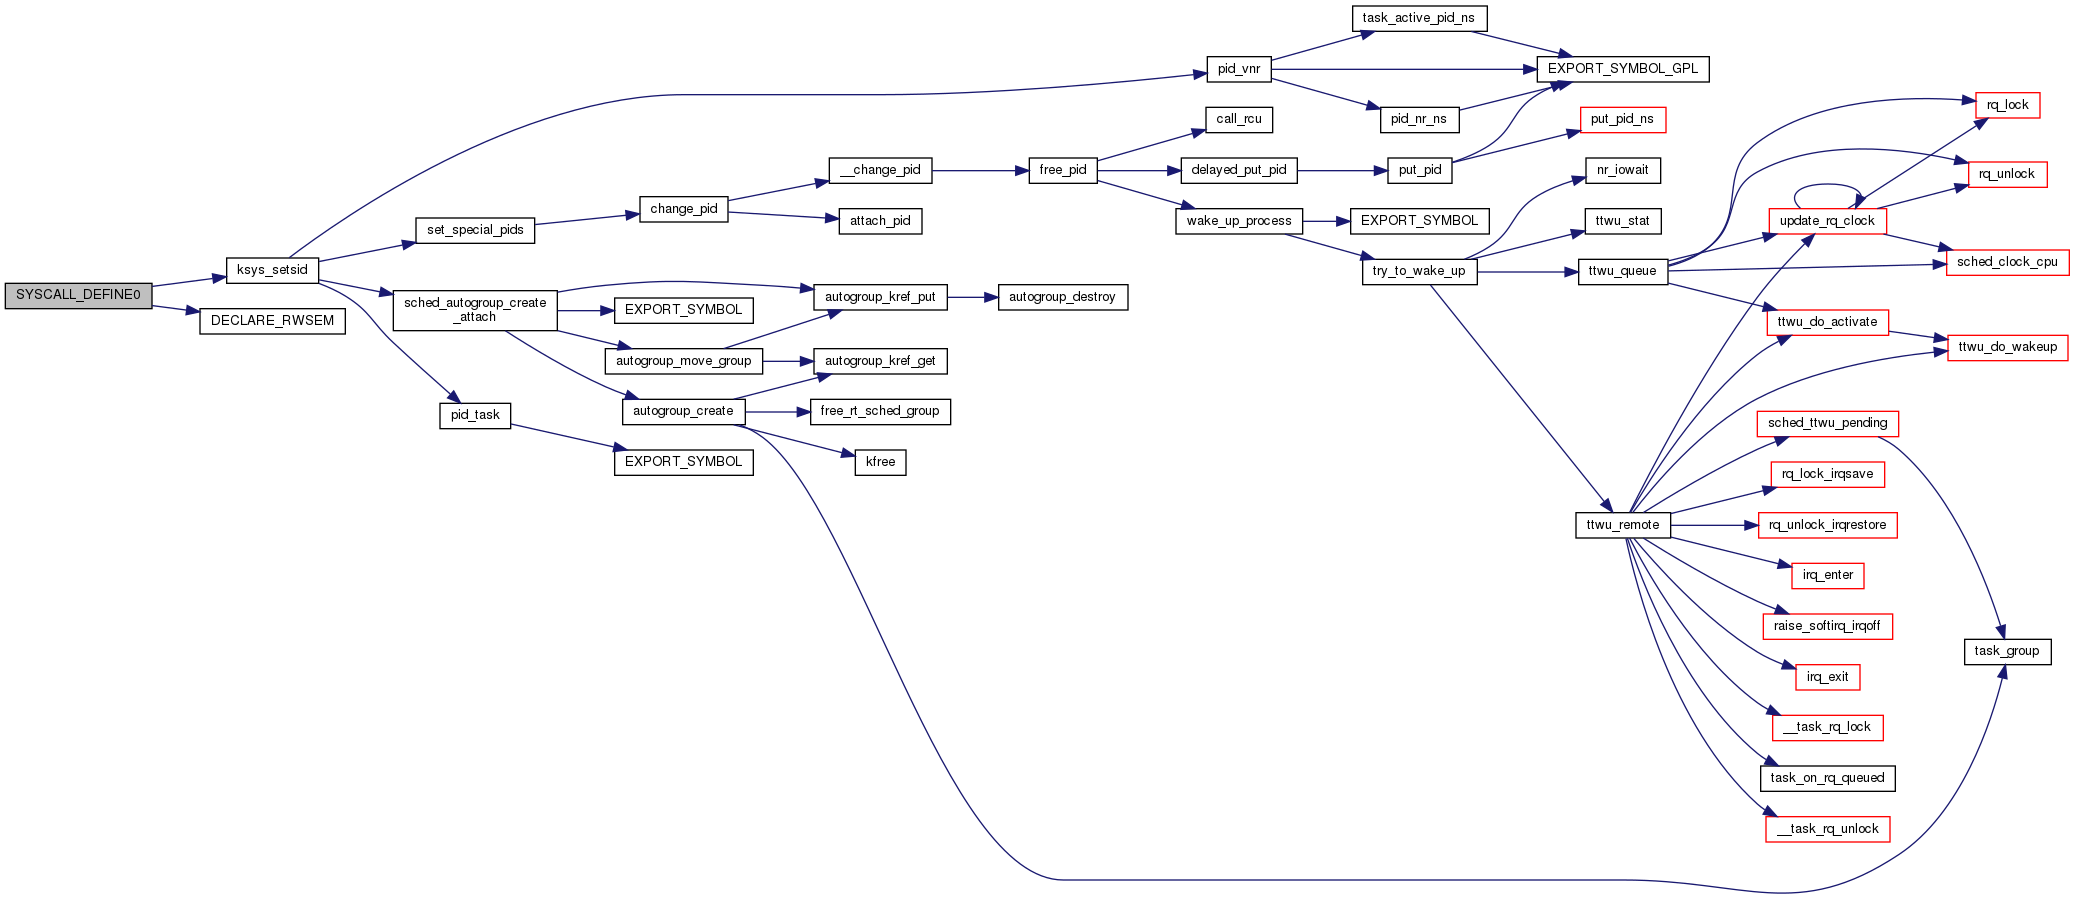 SYSCALL_DEFINE0
ksys_setsid
DECLARE_RWSEM
set_special_pids
sched_autogroup_create
_attach
pid_task
change_pid
EXPORT_SYMBOL
autogroup_move_group
autogroup_create
EXPORT_SYMBOL
__change_pid
attach_pid
autogroup_kref_put
autogroup_kref_get
free_rt_sched_group
kfree
free_pid
autogroup_destroy
pid_vnr
call_rcu
delayed_put_pid
wake_up_process
task_active_pid_ns
pid_nr_ns
put_pid
EXPORT_SYMBOL
try_to_wake_up
EXPORT_SYMBOL_GPL
put_pid_ns
nr_iowait
ttwu_stat
ttwu_queue
ttwu_remote
update_rq_clock
ttwu_do_activate
sched_ttwu_pending
rq_lock_irqsave
rq_unlock_irqrestore
irq_enter
raise_softirq_irqoff
irq_exit
__task_rq_lock
task_on_rq_queued
__task_rq_unlock
rq_lock
rq_unlock
sched_clock_cpu
ttwu_do_wakeup
task_group